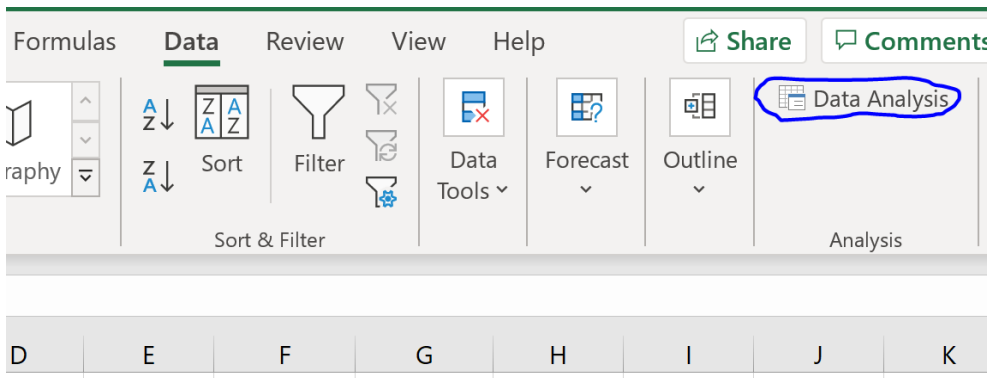 Formulas Data Review View Help Share Comments
Z A A Z
A Z
Z A
Data Analysis
raphy
Sort
Filter
Data Tools
Forecast
?
Outline
Sort & Filter
Analysis
D E F G H I J K